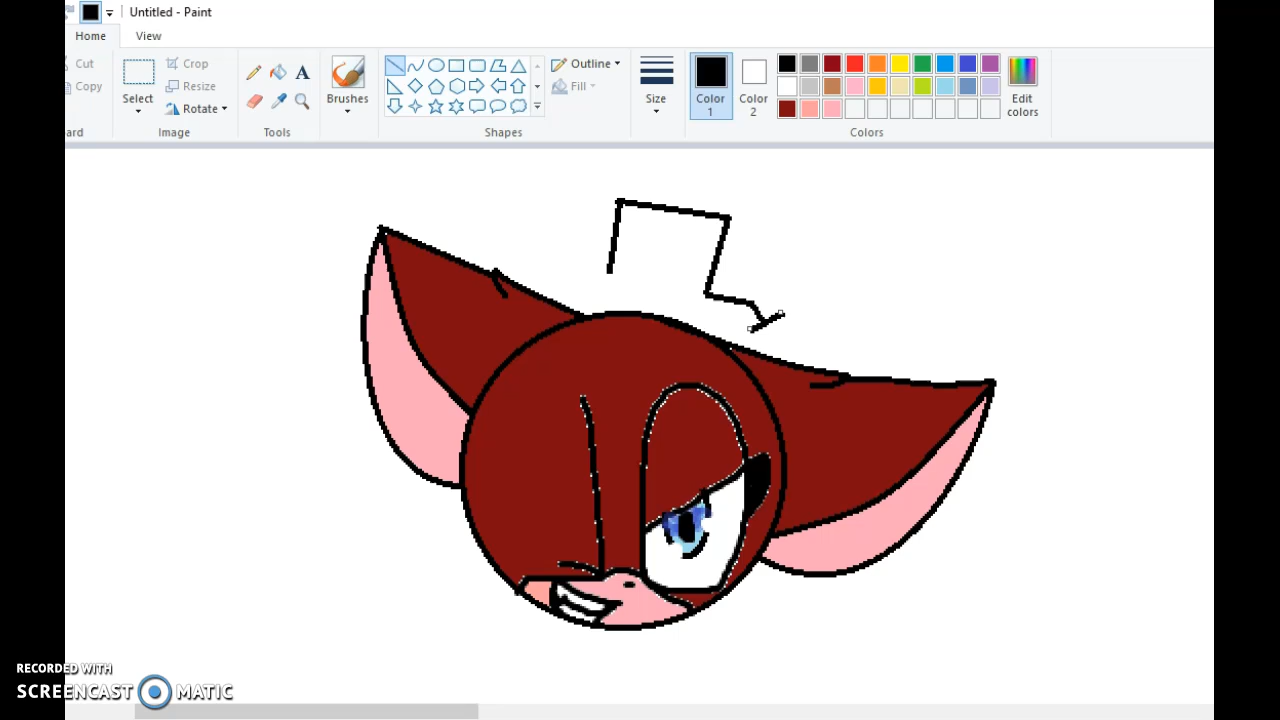 Untitled - Paint
Home View
Cut
Copy
Select
Crop
Resize
Rotate
Image
A
Tools
Brushes
Outline
Fill
Shapes
Size
Color 1
Color 2
Edit colors
Colors
ard
RECORDED WITH
SCREENCAST MATIC